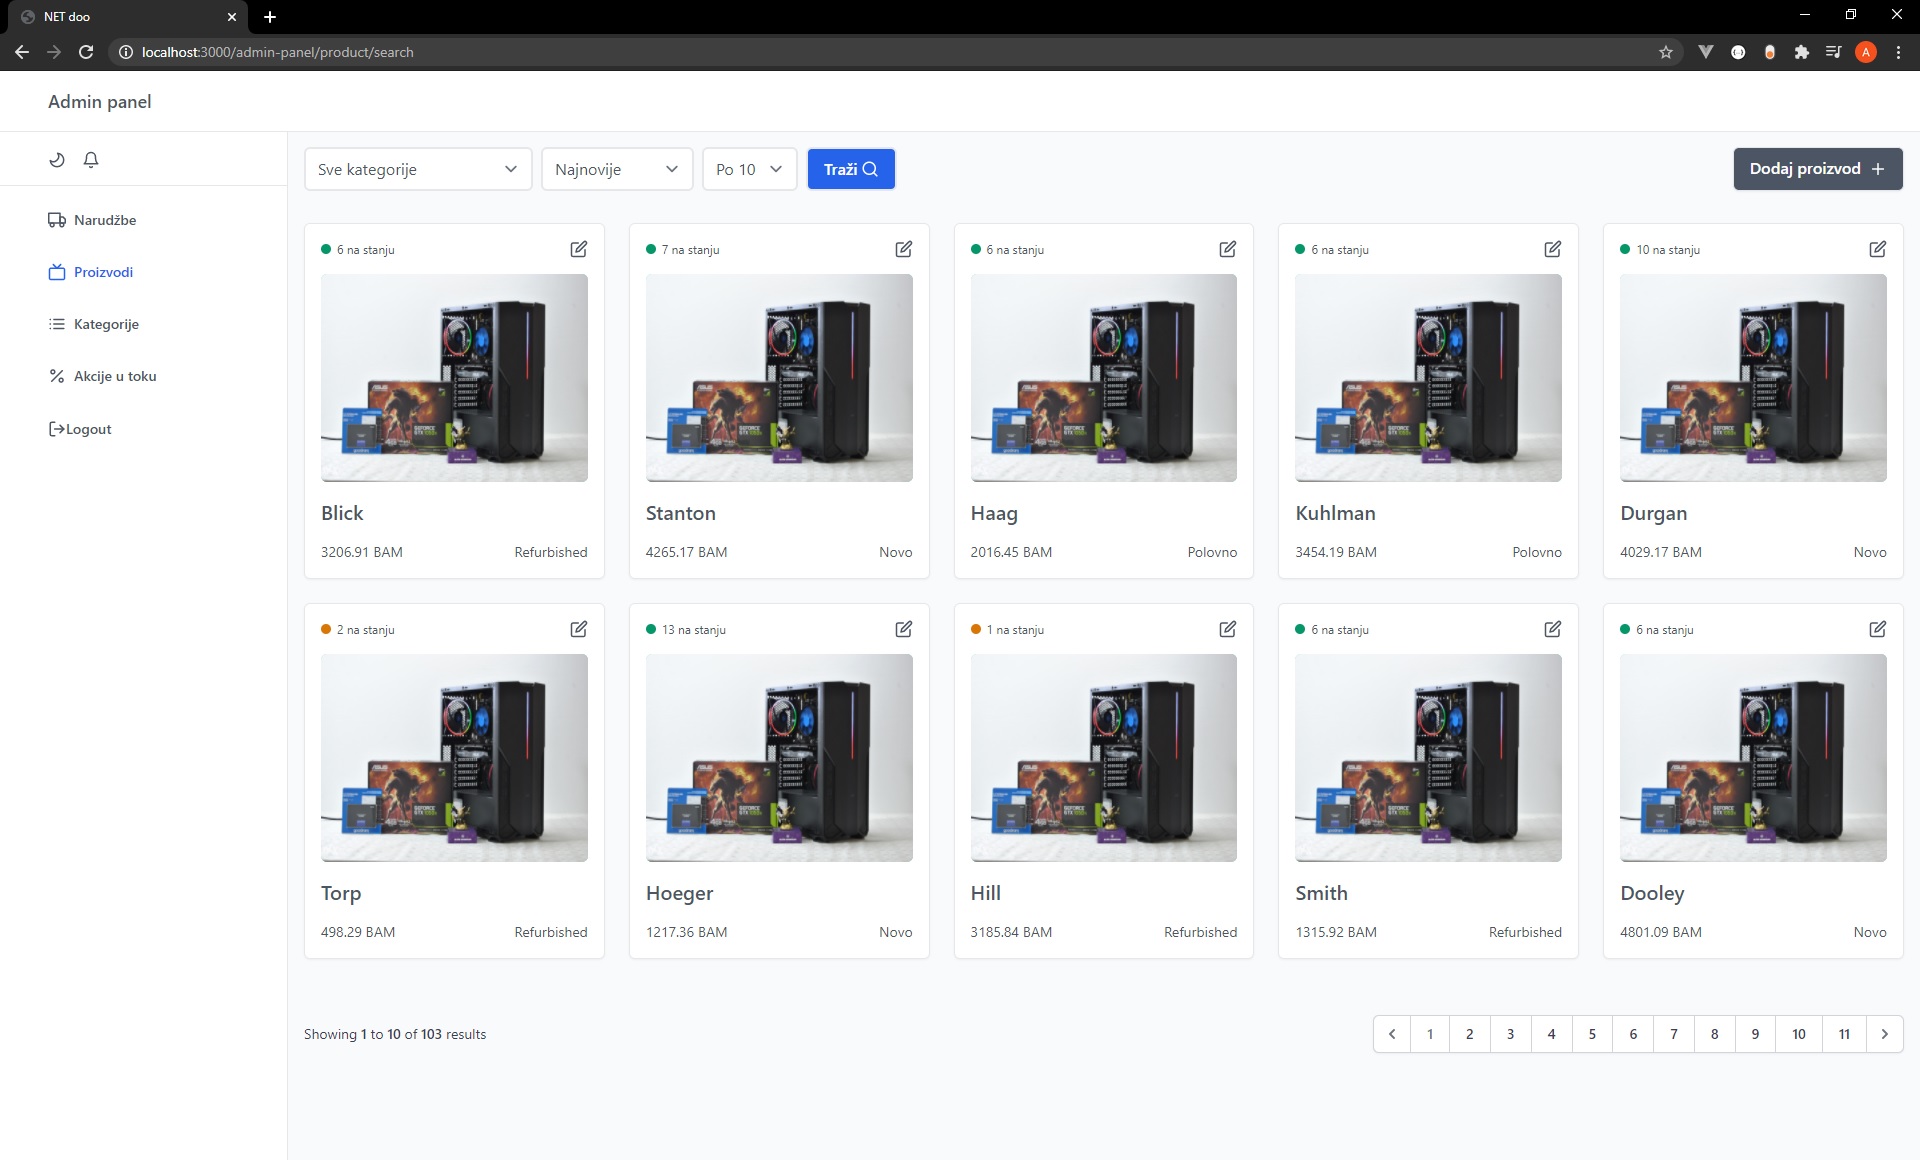 NET doo
localhost:3000/admin-panel/product/search
A
Admin panel
Sve kategorije
Najnovije
Po 10
Traži
Dodaj proizvod
Narudžbe
Proizvodi
Kategorije
Akcije u toku
Logout
6 na stanju
7 na stanju
6 na stanju
6 na stanju
10 na stanju
Blick
Stanton
Haag
Kuhlman
Durgan
3206.91 BAM Refurbished
4265.17 BAM Novo
2016.45 BAM Polovno
3454.19 BAM Polovno
4029.17 BAM Novo
2 na stanju
13 na stanju
1 na stanju
6 na stanju
6 na stanju
Torp
Hoeger
Hill
Smith
Dooley
498.29 BAM Refurbished
1217.36 BAM Novo
3185.84 BAM Refurbished
1315.92 BAM Refurbished
4801.09 BAM Novo
Showing 1 to 10 of 103 results
1 2 3 4 5 6 7 8 9 10 11